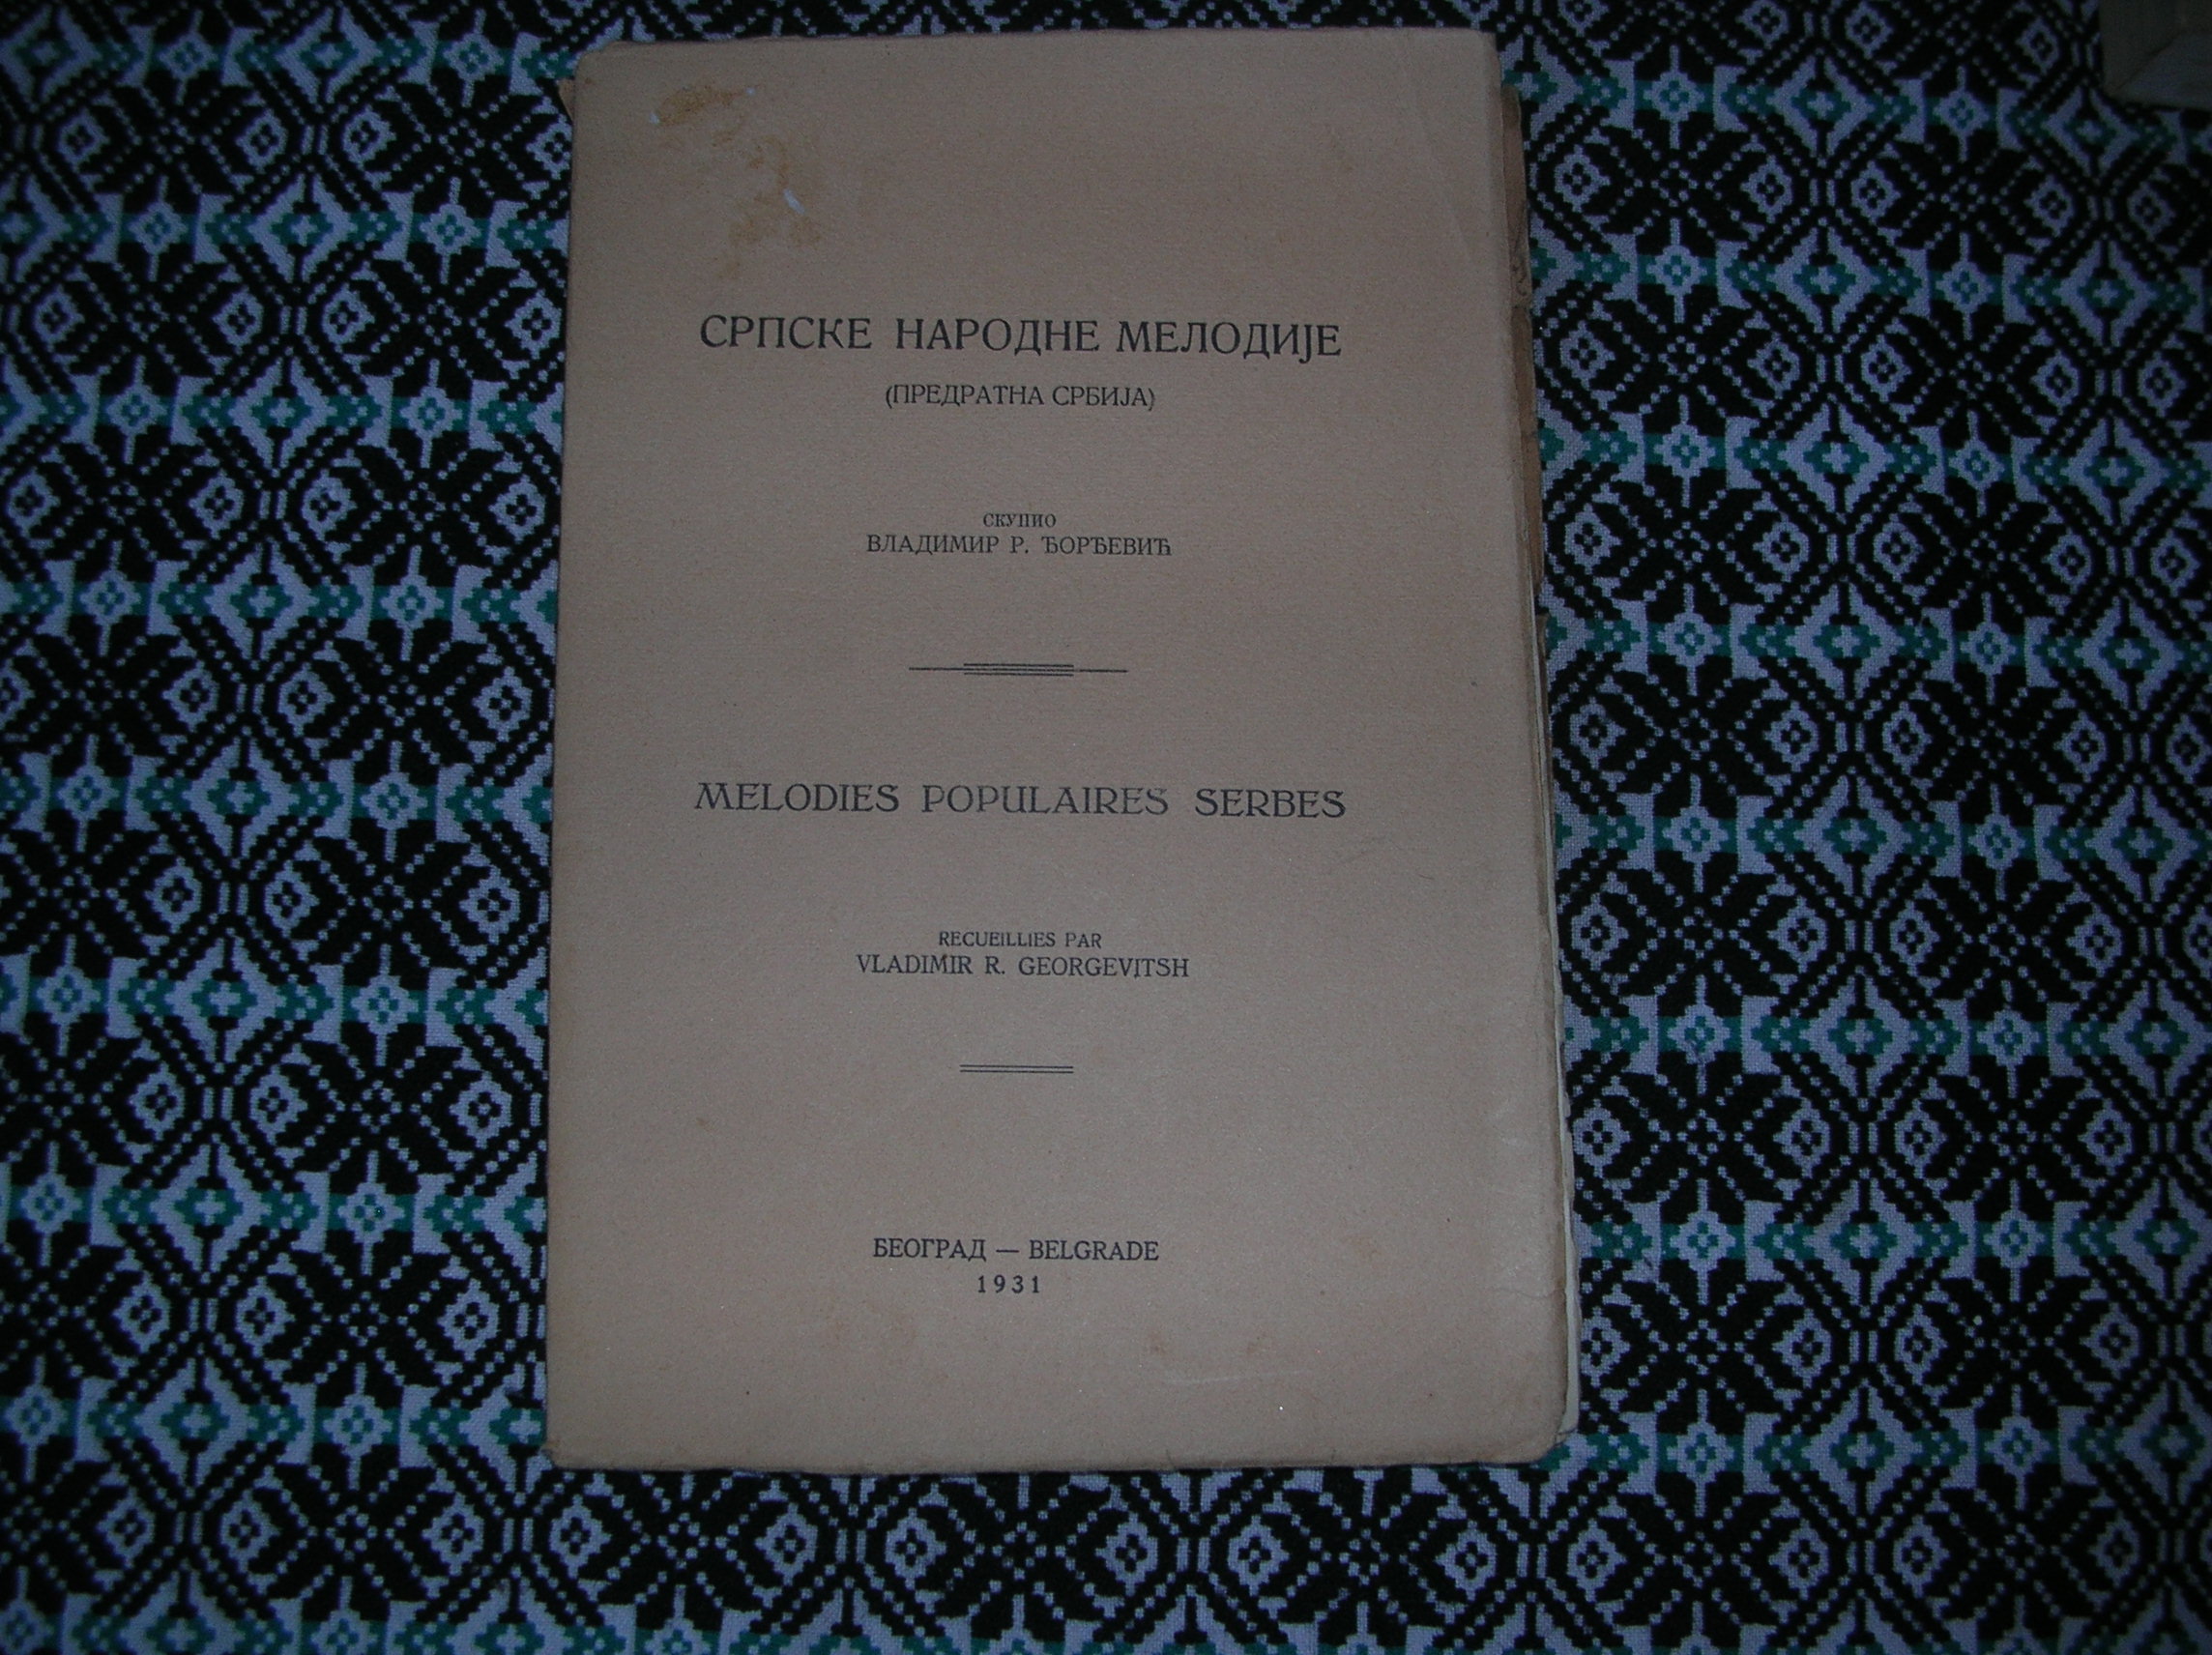 СРПСКЕ НАРОДНЕ МЕЛОДИЈЕ
(ПРЕДРАТНА СРБИЈА)
СКУПИО
ВЛАДИМИР Р. ЂОРЂЕВИЋ
MELODIES POPULAIRES SERBES
RECUEILLIES PAR
VLADIMIR R. GEORGEVITSH
БЕОГРАД — BELGRADE
1931